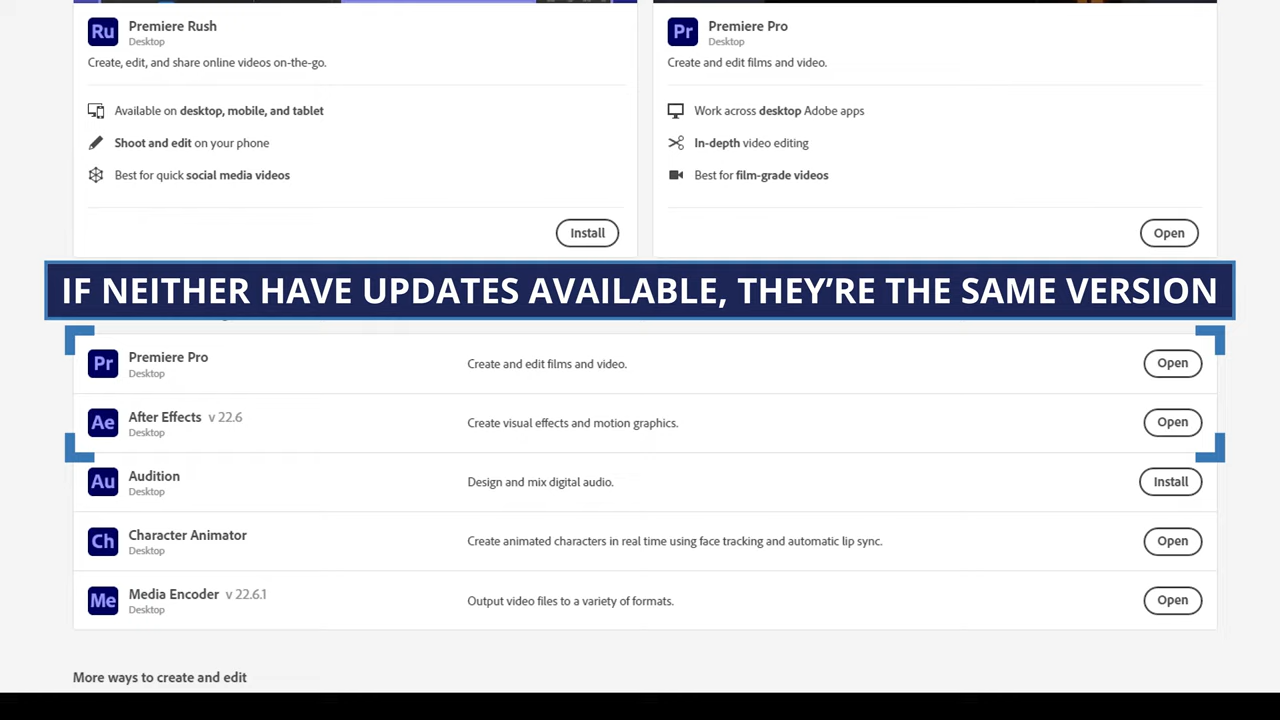 Ru Premiere Rush
Desktop
Create, edit, and share online videos on-the-go.
Available on desktop, mobile, and tablet
Shoot and edit on your phone
Best for quick social media videos
Install
Pr Premiere Pro
Desktop
Create and edit films and video.
Work across desktop Adobe apps
In-depth video editing
Best for film-grade videos
Open
IF NEITHER HAVE UPDATES AVAILABLE, THEY'RE THE SAME VERSION
Pr Premiere Pro
Desktop
Create and edit films and video.
Open
Ae After Effects v 22.6
Desktop
Create visual effects and motion graphics.
Open
Au Audition
Desktop
Design and mix digital audio.
Install
Ch Character Animator
Desktop
Create animated characters in real time using face tracking and automatic lip sync.
Open
Me Media Encoder v 22.6.1
Desktop
Output video files to a variety of formats.
Open
More ways to create and edit